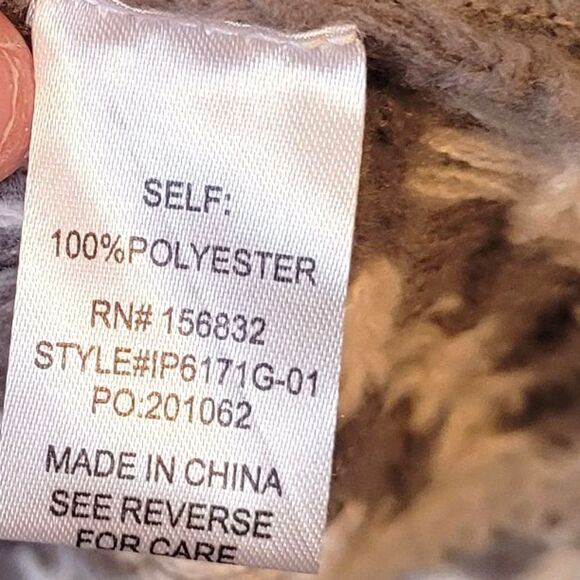 SELF:
100%POLYESTER
RN# 156832
STYLE#IP6171G-01
PO:201062
MADE IN CHINA
SEE REVERSE
FOR CARE